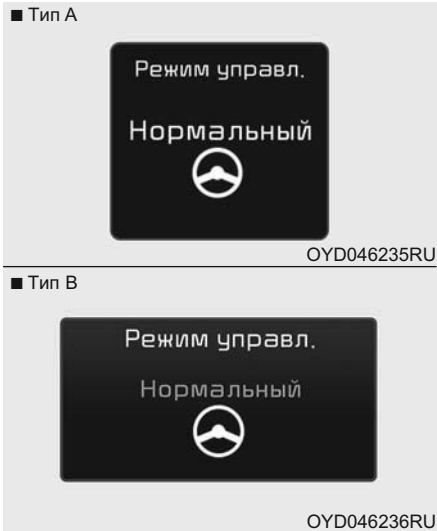 ■ Тип A
Режим управл.
Нормальный
OYD046235RU
■ Тип B
Режим управл.
Нормальный
OYD046236RU